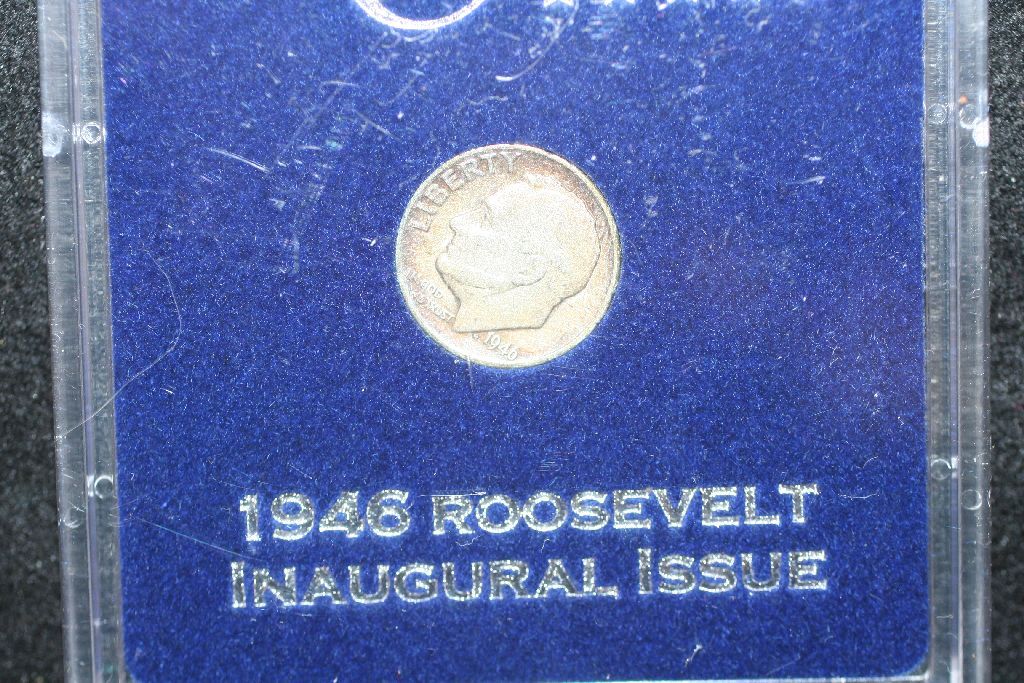 LIBERTY
IN GOD
WE TRUST
1946
1946 ROOSEVELT
INAUGURAL ISSUE